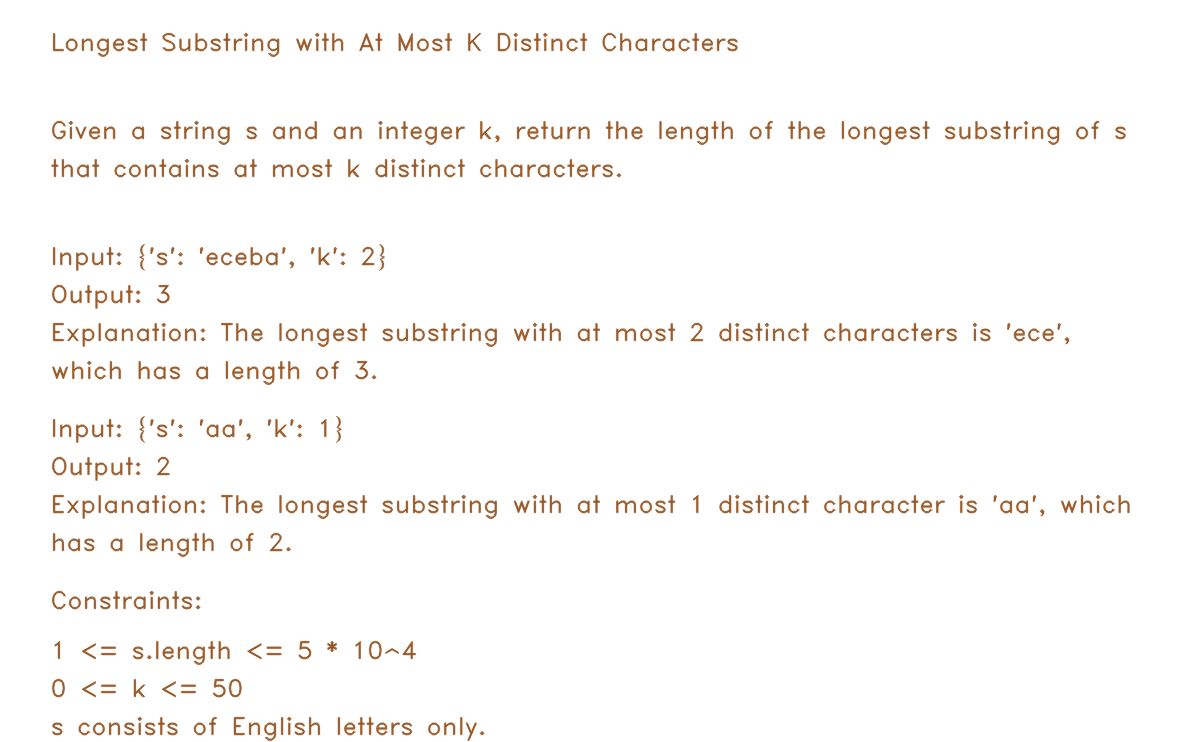 Longest Substring with At Most K Distinct Characters
Given a string s and an integer k, return the length of the longest substring of s
that contains at most k distinct characters.
Input: {'s': 'eceba', 'k': 2}
Output: 3
Explanation: The longest substring with at most 2 distinct characters is 'ece',
which has a length of 3.
Input: {'s': 'aa', 'k': 1}
Output: 2
Explanation: The longest substring with at most 1 distinct character is 'aa', which
has a length of 2.
Constraints:
1 <= s.length <= 5 * 10^4
0 <= k <= 50
s consists of English letters only.